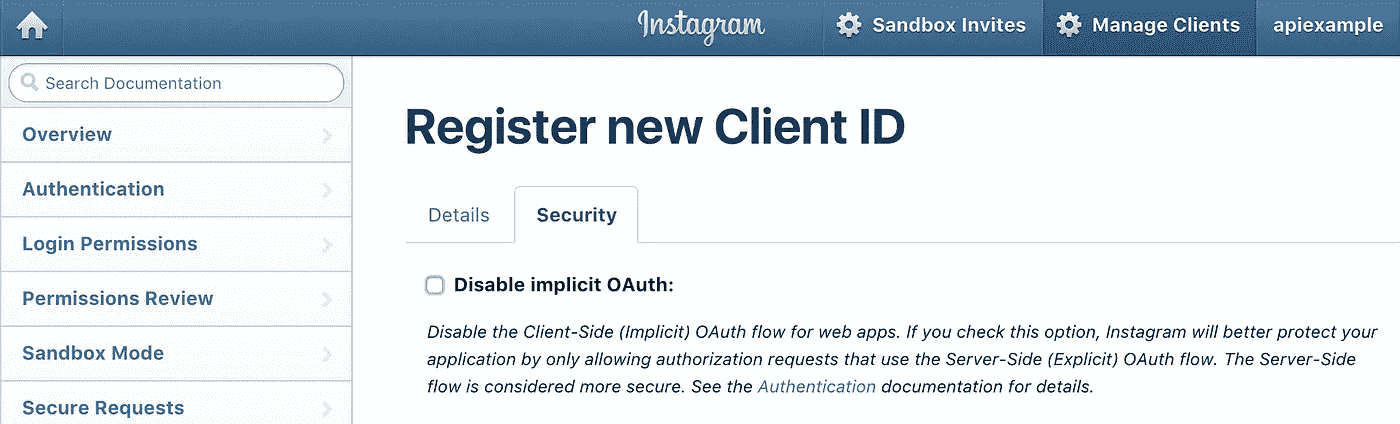 Instagram
Sandbox Invites
Manage Clients
apiexample
Search Documentation
Overview
Authentication
Login Permissions
Permissions Review
Sandbox Mode
Secure Requests
Register new Client ID
Details
Security
Disable implicit OAuth:
Disable the Client-Side (Implicit) OAuth flow for web apps. If you check this option, Instagram will better protect your
application by only allowing authorization requests that use the Server-Side (Explicit) OAuth flow. The Server-Side
flow is considered more secure. See the Authentication documentation for details.